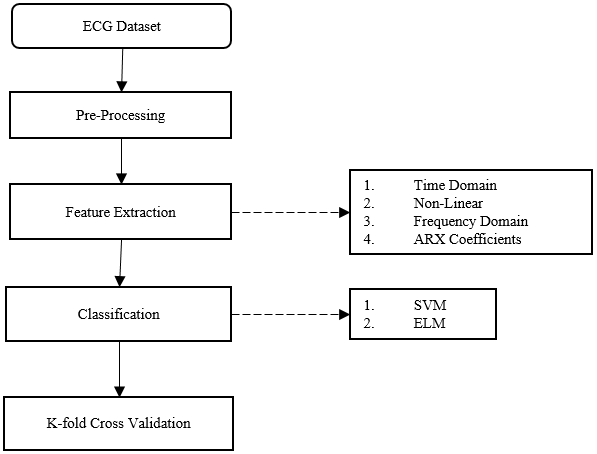 ECG Dataset
Pre-Processing
Feature Extraction
1. Time Domain
2. Non-Linear
3. Frequency Domain
4. ARX Coefficients
Classification
1. SVM
2. ELM
K-fold Cross Validation